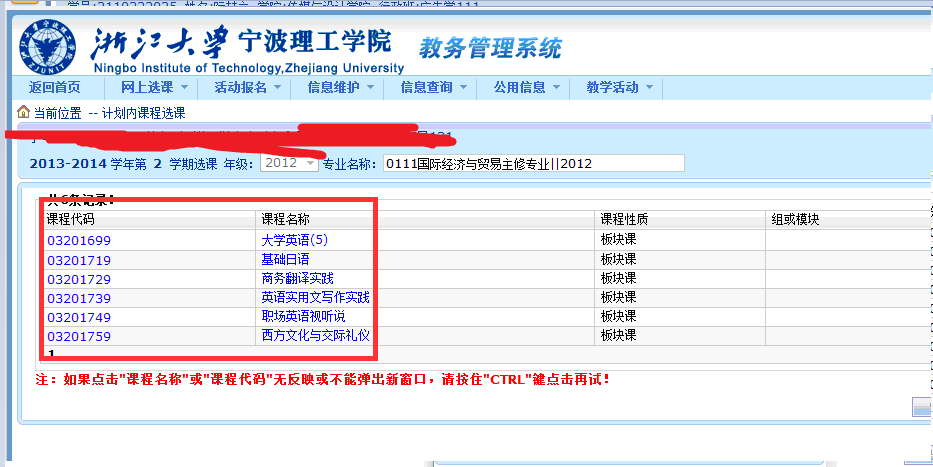 浙江大学 宁波理工学院 教务管理系统
Ningbo Institute of Technology,Zhejiang University
返回首页 网上选课 活动报名 信息维护 信息查询 公用信息 教学活动
当前位置 -- 计划内课程选课
2013-2014 学年第 2 学期选课 年级: 2012 专业名称: 0111国际经济与贸易主修专业||2012
共6条记录:
课程代码 课程名称 课程性质 组或模块
03201699 大学英语(5) 板块课
03201719 基础日语 板块课
03201729 商务翻译实践 板块课
03201739 英语实用文写作实践 板块课
03201749 职场英语视听说 板块课
03201759 西方文化与交际礼仪 板块课
1
注：如果点击"课程名称"或"课程代码"无反映或不能弹出新窗口，请按住"CTRL"键点击再试！